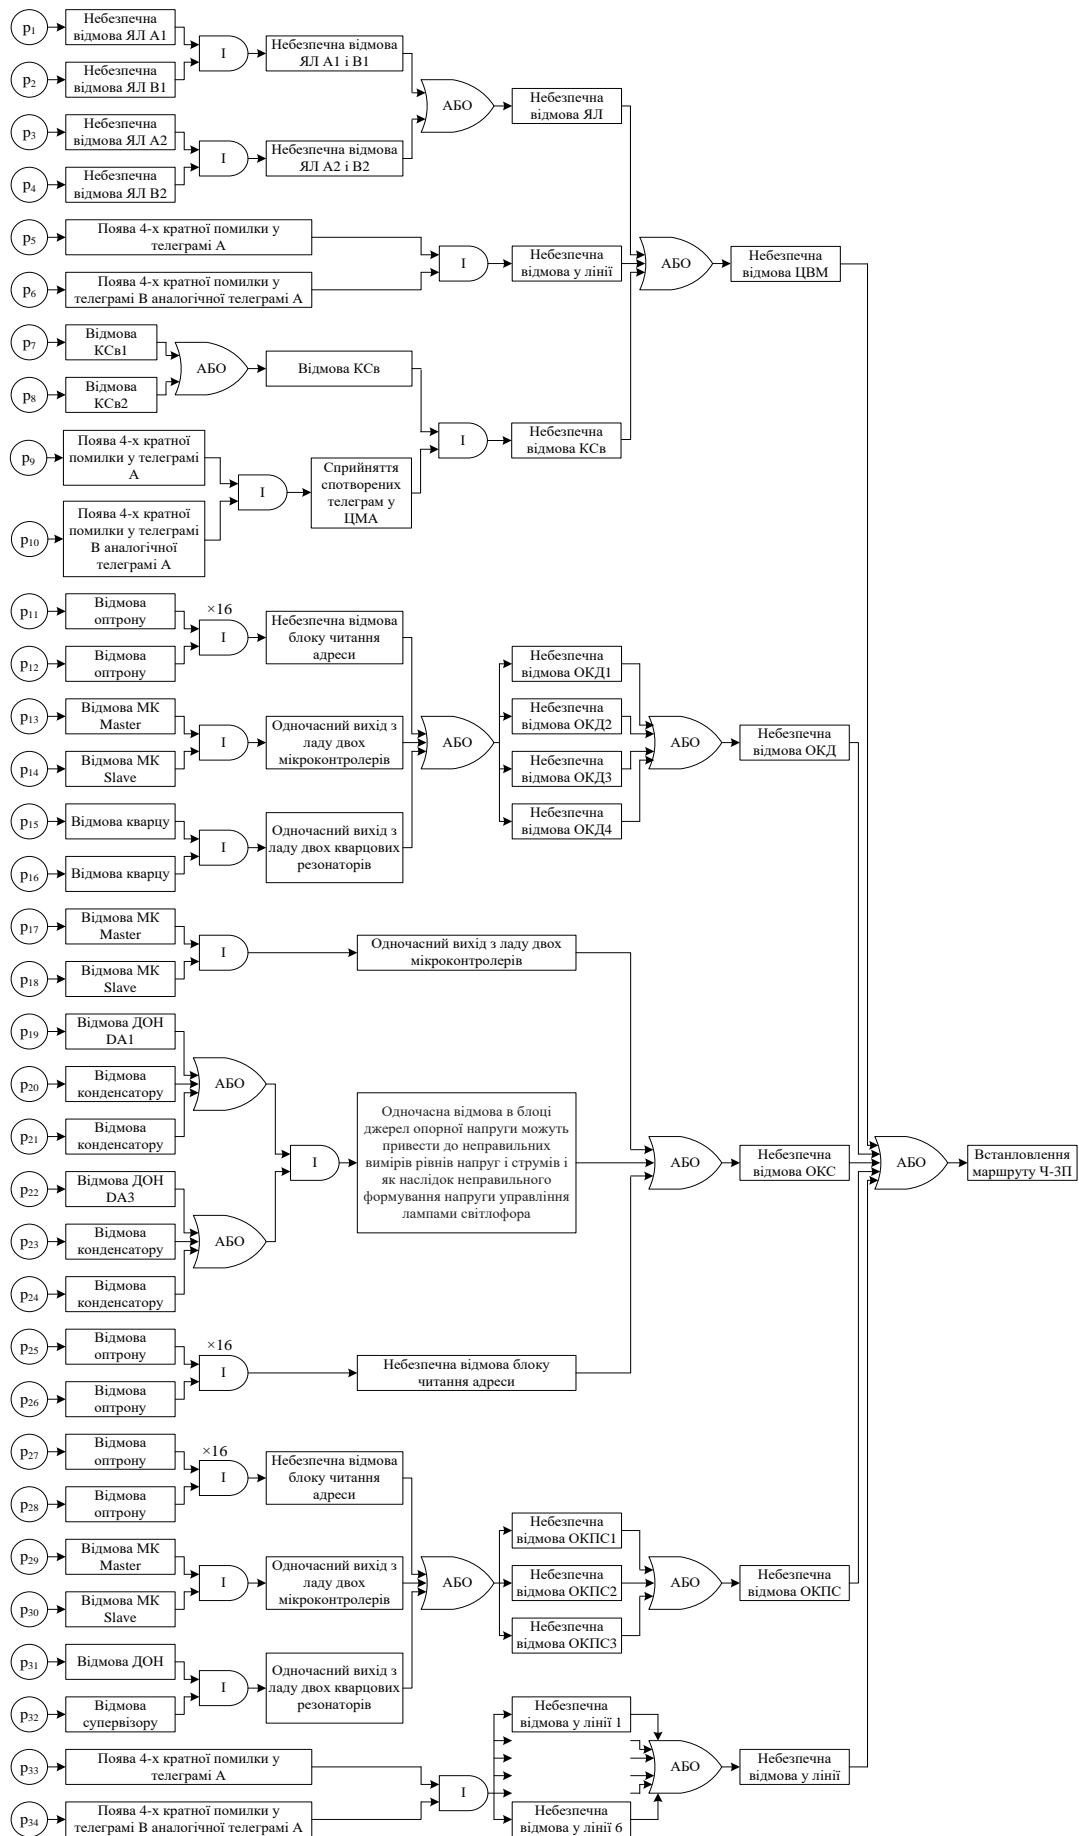 p1
Небезпечна
відмова ЯЛ А1
І
Небезпечна відмова
ЯЛ А1 і В1
p2
Небезпечна
відмова ЯЛ В1
АБО
Небезпечна
відмова ЯЛ
p3
Небезпечна
відмова ЯЛ А2
І
Небезпечна відмова
ЯЛ А2 і В2
p4
Небезпечна
відмова ЯЛ В2
p5
Поява 4-х кратної помилки у
телеграмі А
І
Небезпечна
відмова у лінії
АБО
Небезпечна
відмова ЦВМ
p6
Поява 4-х кратної помилки у
телеграмі В аналогічної телеграмі А
p7
Відмова
КСв1
АБО
Відмова КСв
p8
Відмова
КСв2
І
Небезпечна
відмова КСв
p9
Поява 4-х кратної
помилки у телеграмі
А
І
Сприйняття
спотворених
телеграм у
ЦМА
p10
Поява 4-х кратної
помилки у телеграмі
В аналогічної
телеграмі А
p11
Відмова
оптрону
×16
І
Небезпечна відмова
блоку читання
адреси
p12
Відмова
оптрону
p13
Відмова МК
Master
І
Одночасний вихід з
ладу двох
мікроконтролерів
АБО
p14
Відмова МК
Slave
Небезпечна
відмова ОКД1
Небезпечна
відмова ОКД2
Небезпечна
відмова ОКД3
Небезпечна
відмова ОКД4
АБО
Небезпечна
відмова ОКД
p15
Відмова кварцу
І
Одночасний вихід з
ладу двох кварцових
резонаторів
p16
Відмова кварцу
p17
Відмова МК
Master
І
Одночасний вихід з ладу двох
мікроконтролерів
p18
Відмова МК
Slave
p19
Відмова ДОН
DA1
p20
Відмова
конденсатору
АБО
p21
Відмова
конденсатору
І
Одночасна відмова в блоці
джерел опорної напруги можуть
привести до неправильних
вимірів рівнів напруг і струмів і
як наслідок неправильного
формування напруги управління
лампами світлофора
АБО
Небезпечна
відмова ОКС
АБО
Встанловлення
маршруту Ч-3П
p22
Відмова ДОН
DA3
p23
Відмова
конденсатору
АБО
p24
Відмова
конденсатору
p25
Відмова
оптрону
×16
І
Небезпечна відмова блоку
читання адреси
p26
Відмова
оптрону
p27
Відмова
оптрону
×16
І
Небезпечна відмова
блоку читання
адреси
p28
Відмова
оптрону
p29
Відмова МК
Master
І
Одночасний вихід з
ладу двох
мікроконтролерів
АБО
p30
Відмова МК
Slave
Небезпечна
відмова ОКПС1
Небезпечна
відмова ОКПС2
Небезпечна
відмова ОКПС3
АБО
Небезпечна
відмова ОКПС
p31
Відмова ДОН
І
Одночасний вихід з
ладу двох кварцових
резонаторів
p32
Відмова
супервізору
p33
Поява 4-х кратної помилки у
телеграмі А
І
Небезпечна
відмова у лінії 1
АБО
Небезпечна
відмова у лінії
p34
Поява 4-х кратної помилки у
телеграмі В аналогічної телеграмі А
Небезпечна
відмова у лінії 6